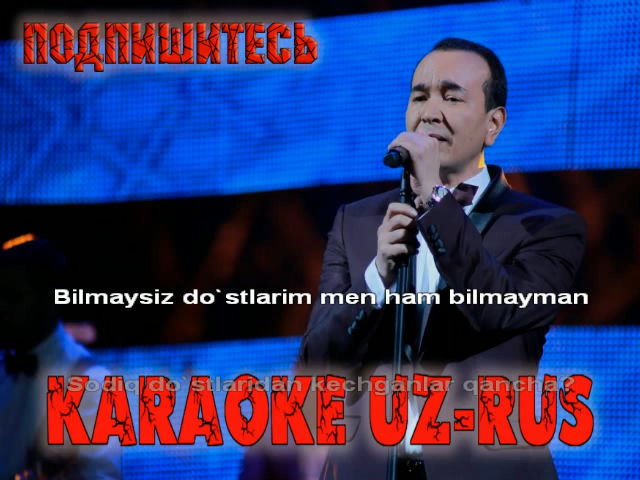 ПОДПИШИТЕСЬ
Bilmaysiz do`stlarim men ham bilmayman
Sodiq do`stlaridan kechganlar qancha?
KARAOKE UZ-RUS